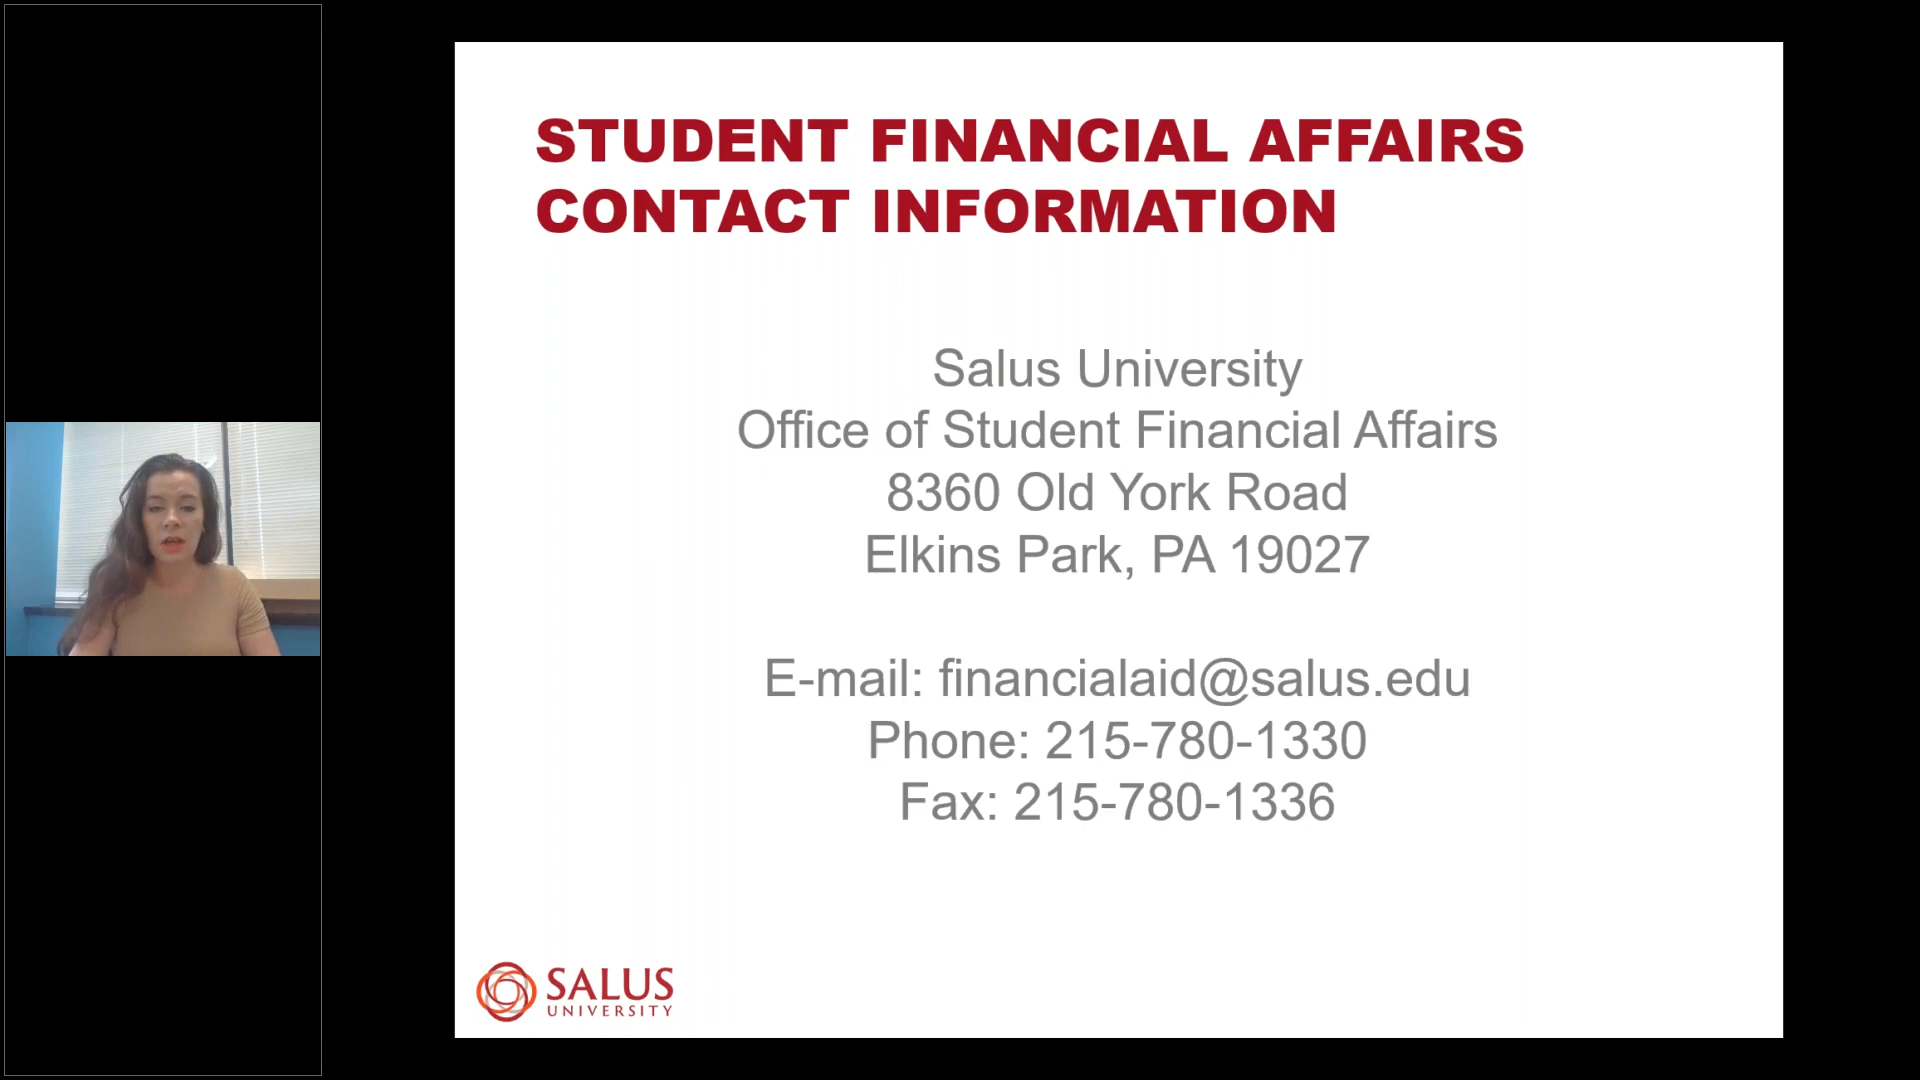 STUDENT FINANCIAL AFFAIRS
CONTACT INFORMATION
Salus University
Office of Student Financial Affairs
8360 Old York Road
Elkins Park, PA 19027
E-mail: financialaid@salus.edu
Phone: 215-780-1330
Fax: 215-780-1336
SALUS
UNIVERSITY